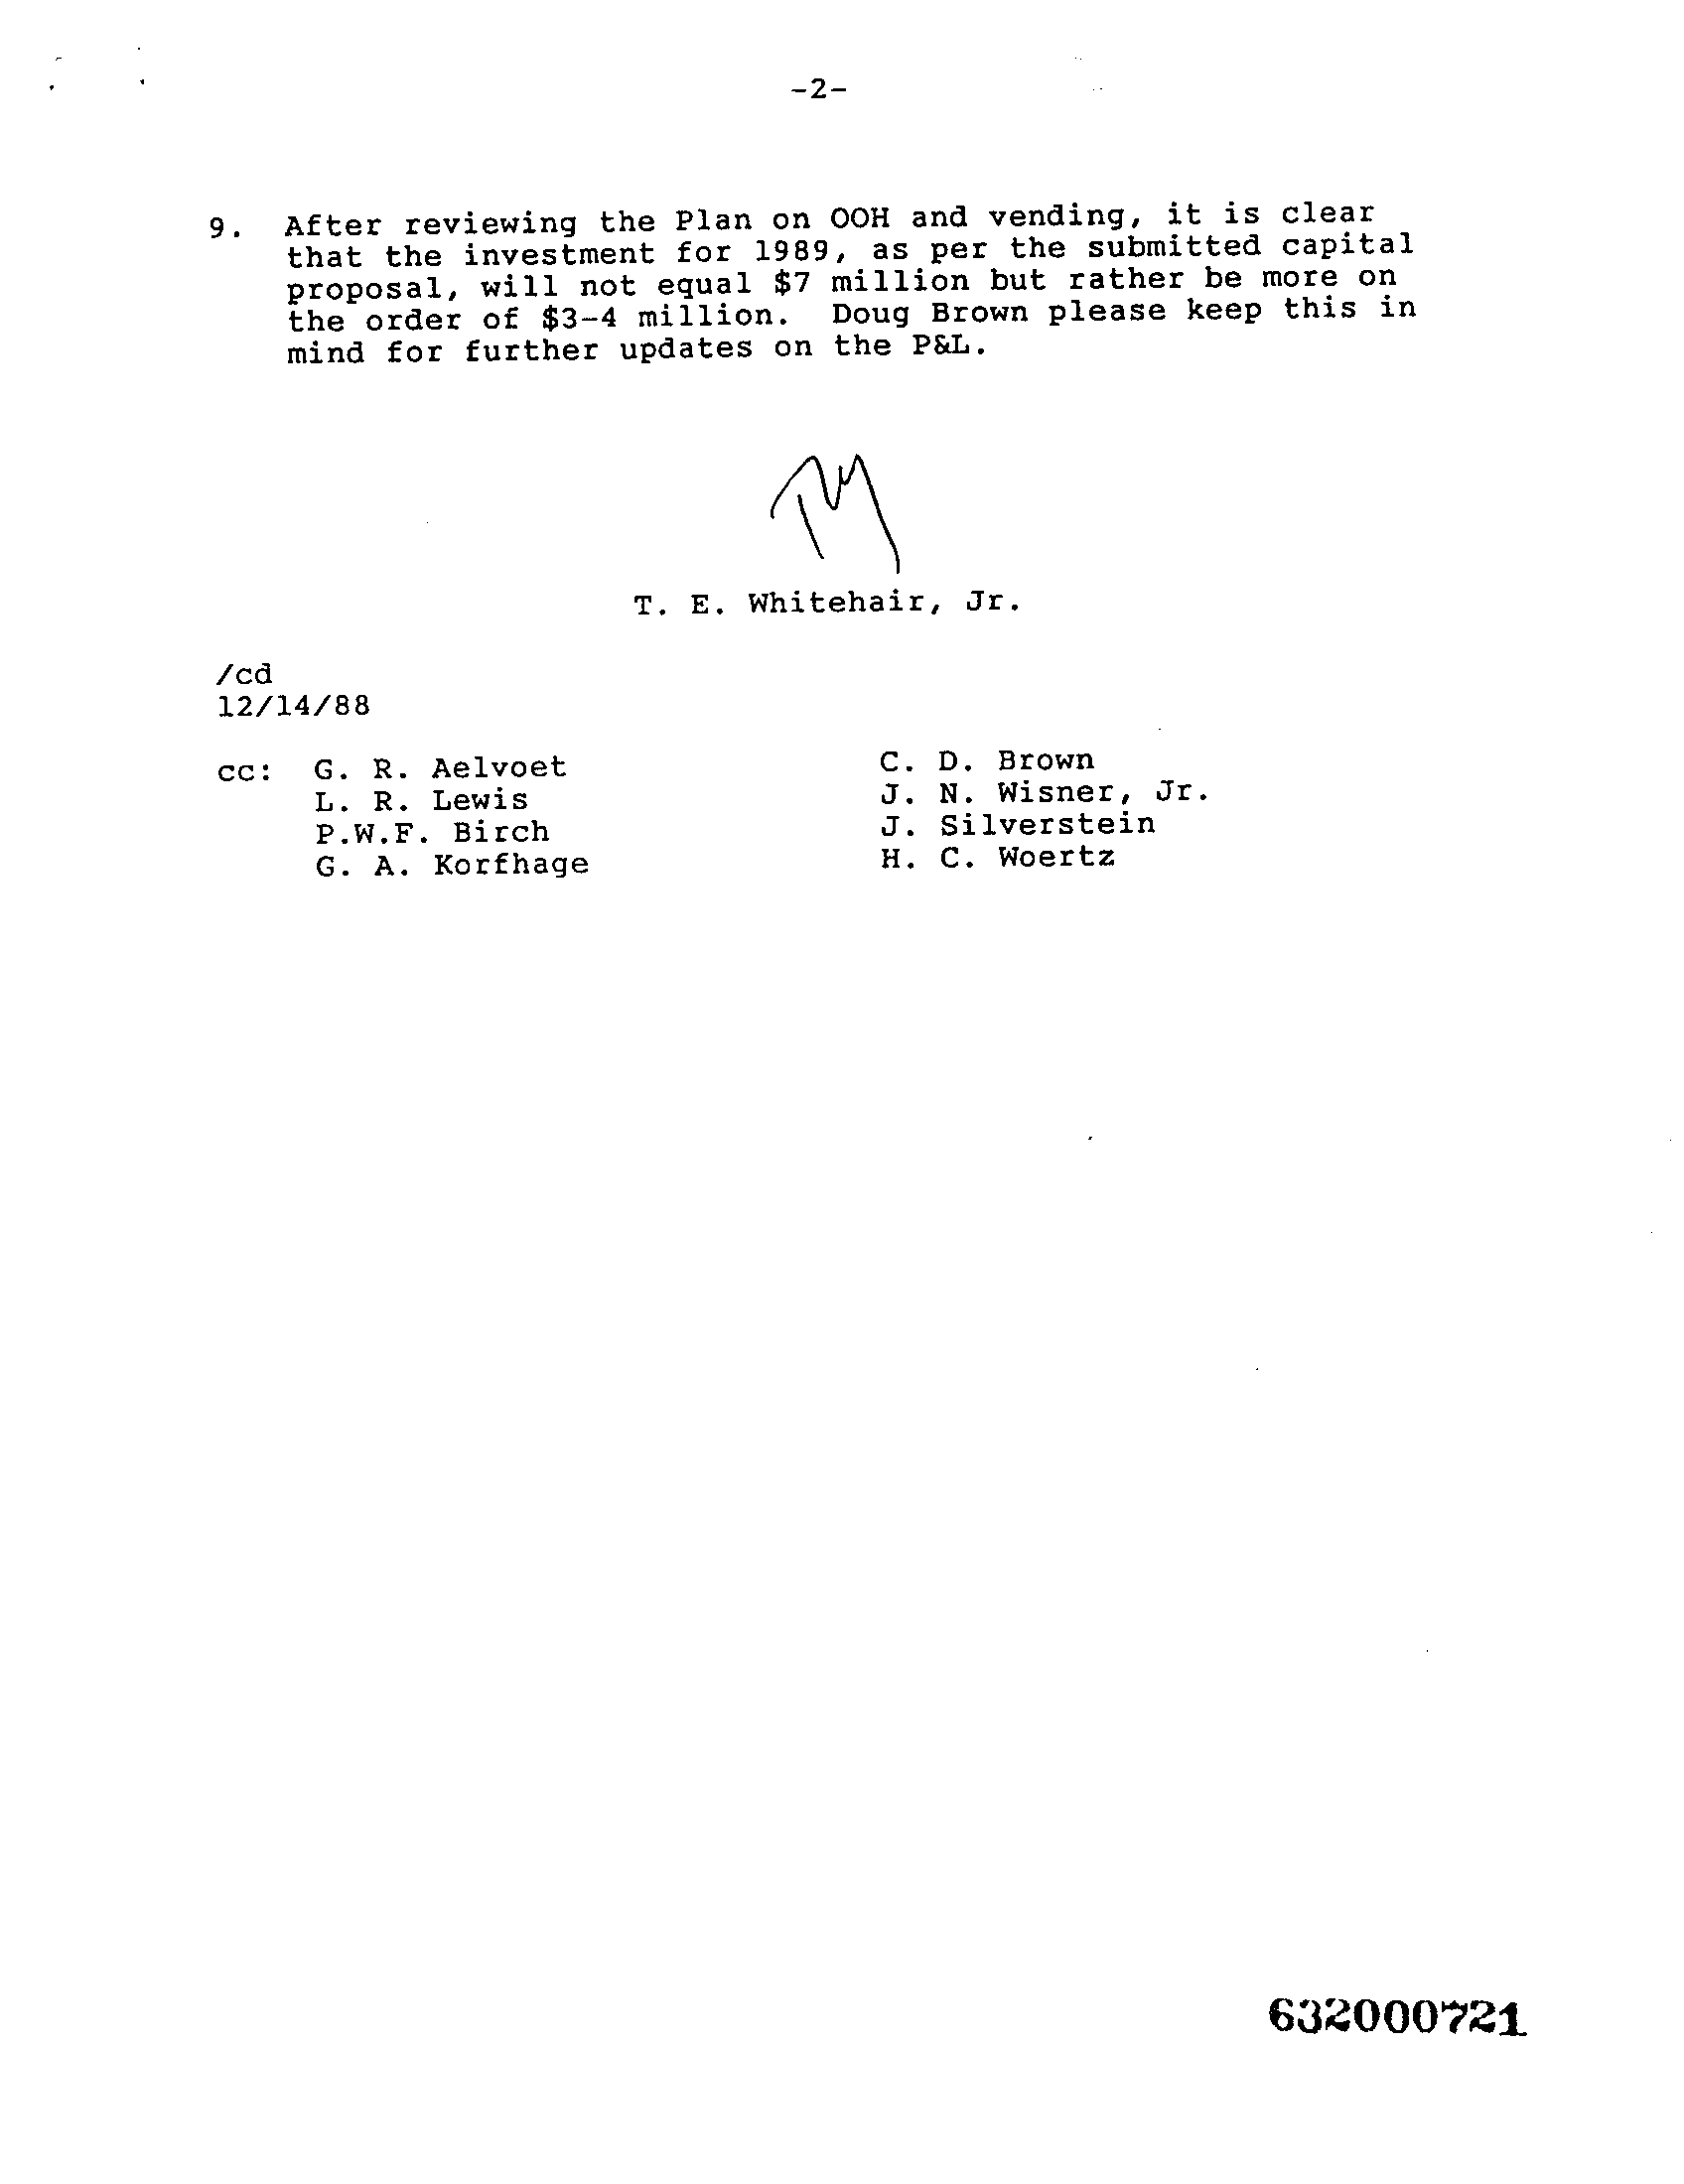 -2-
9. After reviewing the Plan on OOH and vending, it is clear
that the investment for 1989, as per the submitted capital
proposal, will not equal $7 million but rather be more on
the order of $3-4 million. Doug Brown please keep this in
mind for further updates on the P&L.
T. E. Whitehair, Jr.
/cd
12/14/88
cc: G. R. Aelvoet
L. R. Lewis
P.W.F. Birch
G. A. Korfhage
C. D. Brown
J. N. Wisner, Jr.
J. Silverstein
H. C. Woertz
632000721